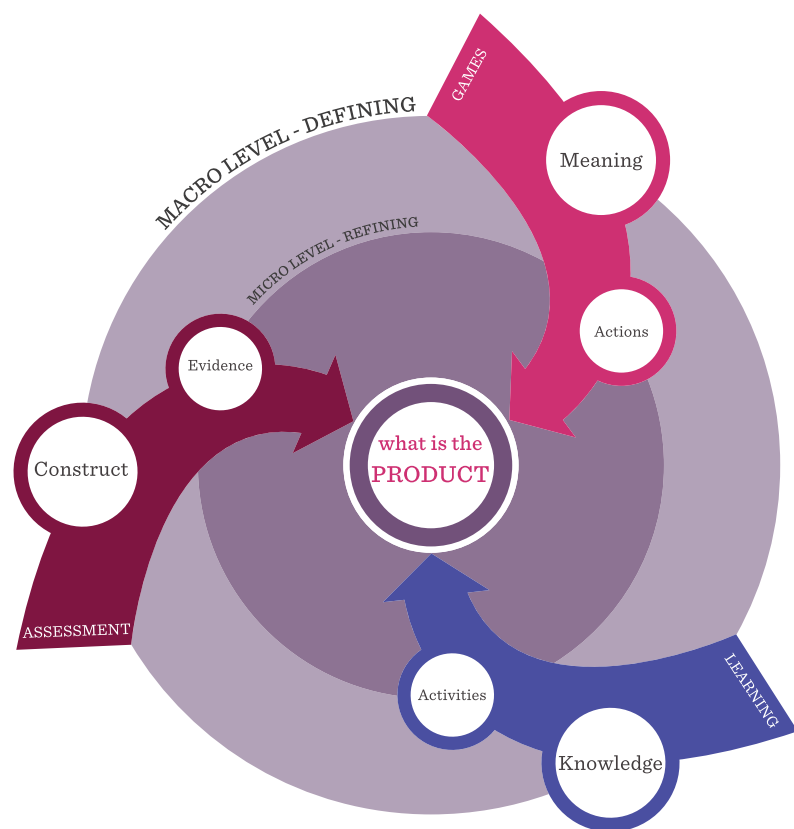 MACRO LEVEL - DEFINING
MICRO LEVEL - REFINING
GAMES
Meaning
Actions
Evidence
Construct
ASSESSMENT
what is the
PRODUCT
LEARNING
Activities
Knowledge